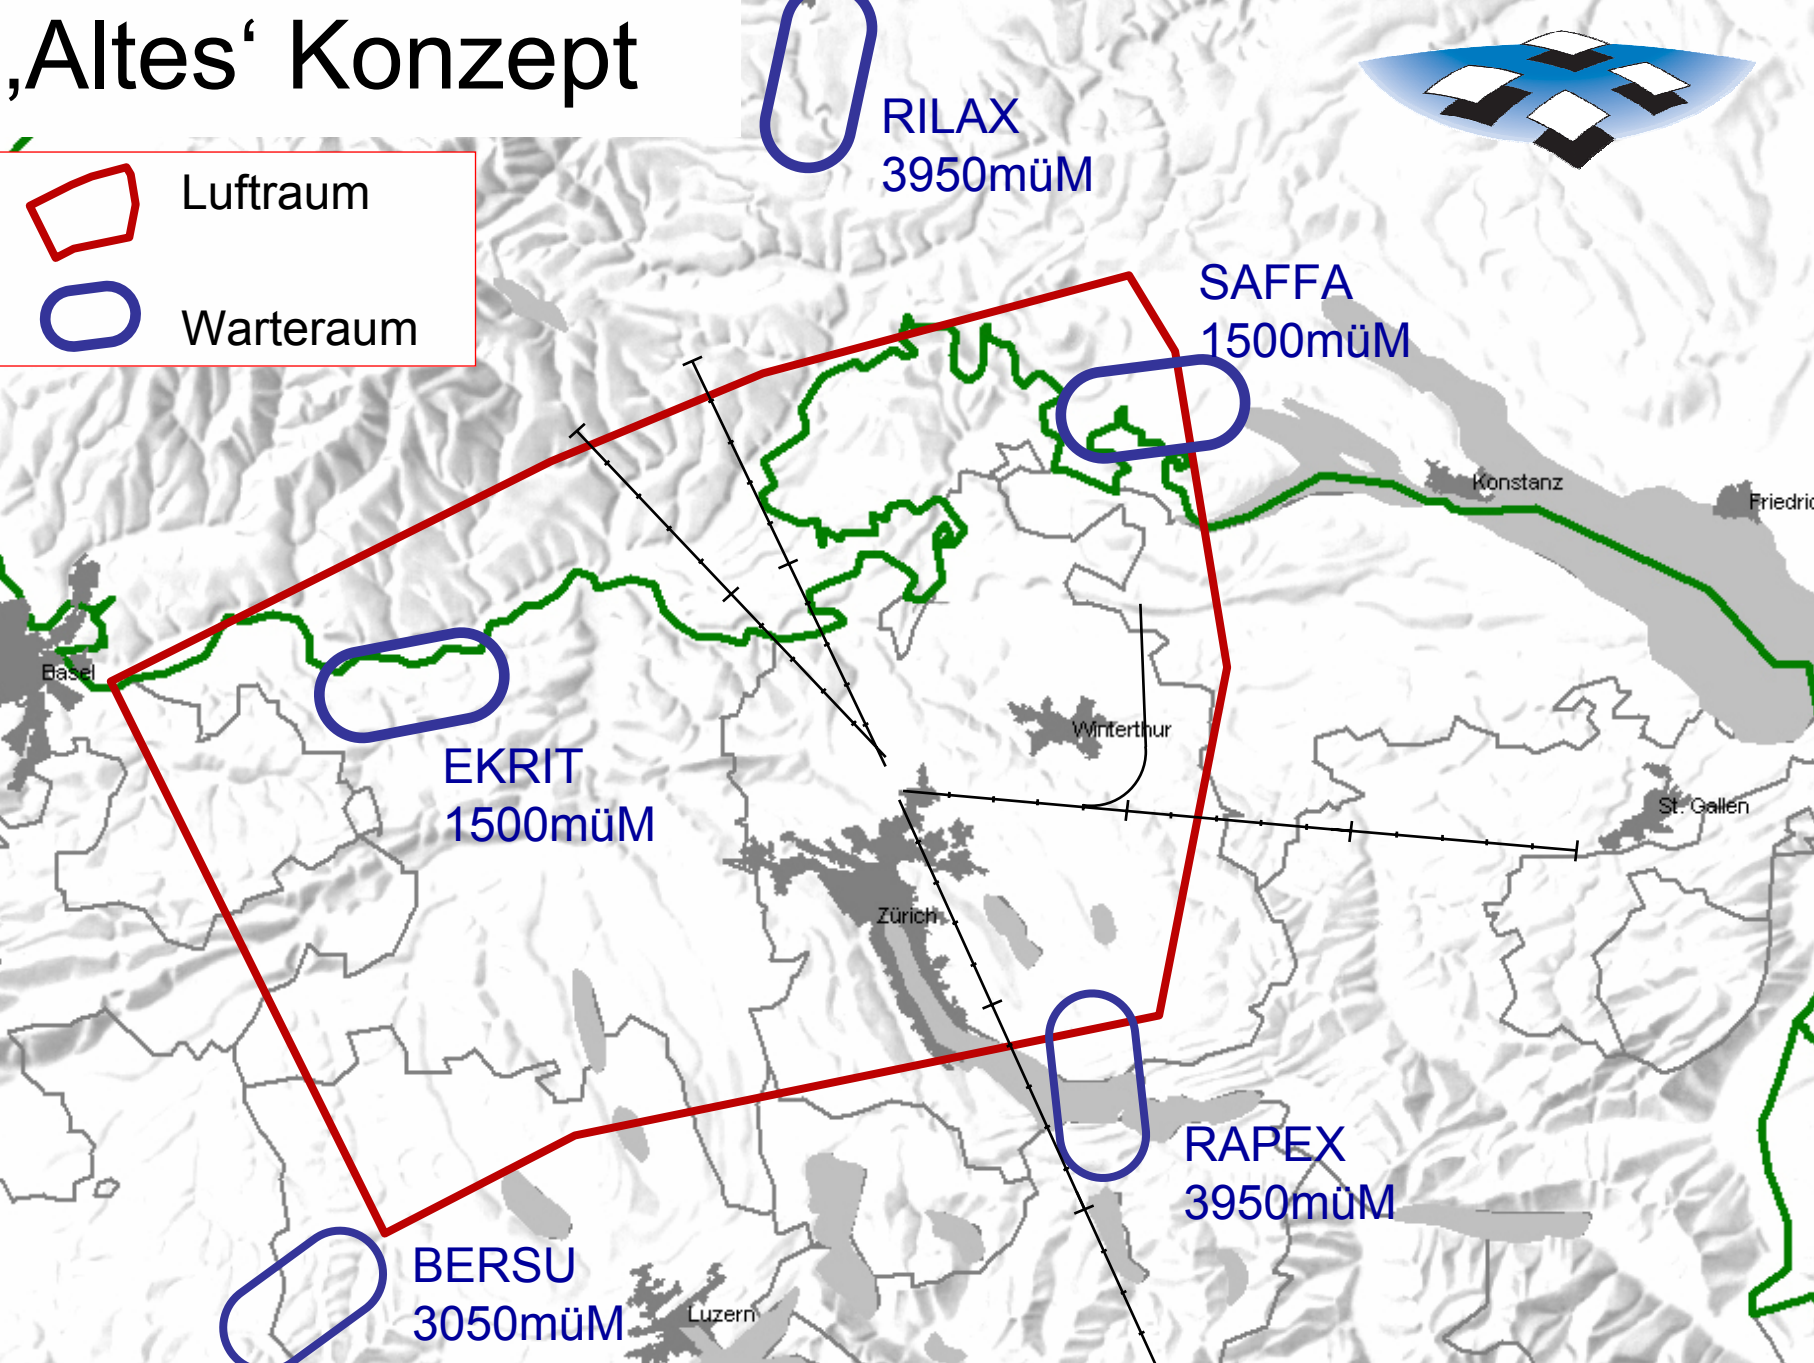 ‚Altes‘ Konzept
Luftraum
Warteraum
RILAX
3950müM
SAFFA
1500müM
Konstanz
Friedric
Basel
Winterthur
EKRIT
1500müM
St. Gallen
Zürich
RAPEX
3950müM
BERSU
3050müM
Luzern